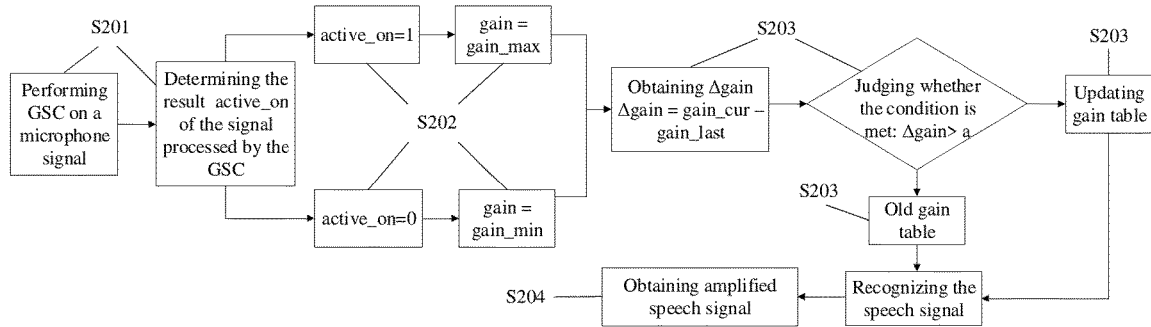 S201
Performing
GSC on a
microphone
signal
Determining the
result active_on
of the signal
processed by the
GSC
active_on=1
gain =
gain_max
S202
active_on=0
gain =
gain_min
S203
Obtaining Δgain
Δgain = gain_cur –
gain_last
Judging whether
the condition is
met: Δgain> a
S203
Updating
gain table
S203
Old gain
table
Recognizing the
speech signal
Obtaining amplified
speech signal
S204